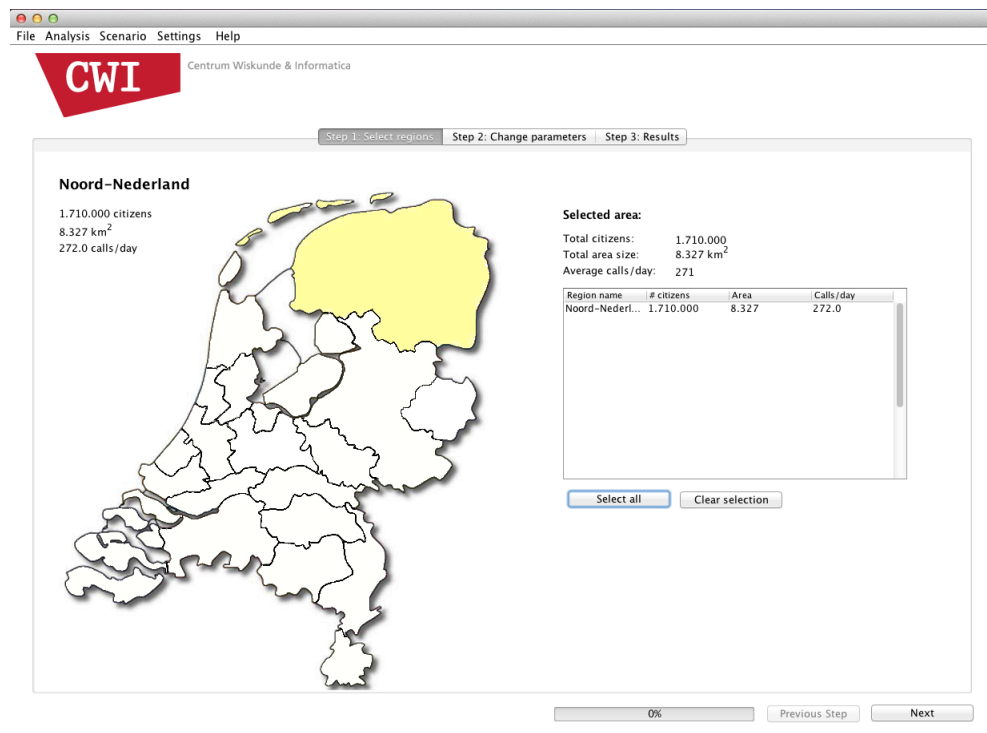 File Analysis Scenario Settings Help
CWI
Centrum Wiskunde & Informatica
Step 1: Select regions Step 2: Change parameters Step 3: Results
Noord-Nederland
1.710.000 citizens
8.327 km²
272.0 calls/day
Selected area:
Total citizens: 1.710.000
Total area size: 8.327 km²
Average calls/day: 271
Region name # citizens Area Calls/day
Noord-Nederl... 1.710.000 8.327 272.0
Select all Clear selection
0% Previous Step Next